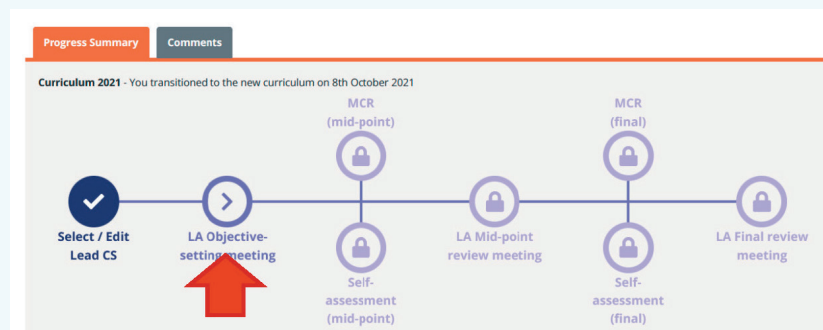 Progress Summary
Comments
Curriculum 2021 - You transitioned to the new curriculum on 8th October 2021
MCR
(mid-point)
MCR
(final)
Select / Edit
Lead CS
LA Objective-
setting meeting
LA Mid-point
review meeting
LA Final review
meeting
Self-
assessment
(mid-point)
Self-
assessment
(final)